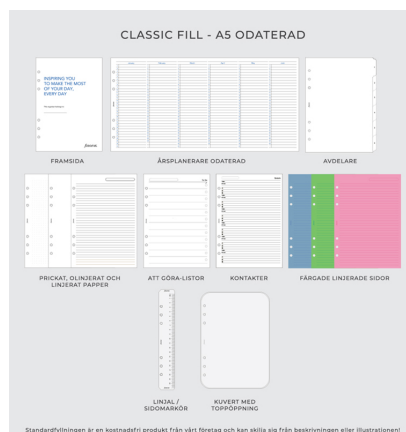 CLASSIC FILL - A5 ODATERAD
INSPIRING YOU
TO MAKE THE MOST
OF YOUR DAY,
EVERY DAY
filofax
FRAMSIDA
ÅRSPLANERARE ODATERAD
AVDELARE
PRICKAT, OLINJERAT OCH
LINJERAT PAPPER
ATT GÖRA-LISTOR
KONTAKTER
FÄRGADE LINJERADE SIDOR
LINJAL /
SIDOMARKÖR
KUVERT MED
TOPPÖPPNING
Standardfyllningen är en kostnadsfri produkt från vårt företag och kan skilja sig från beskrivningen eller illustrationen!